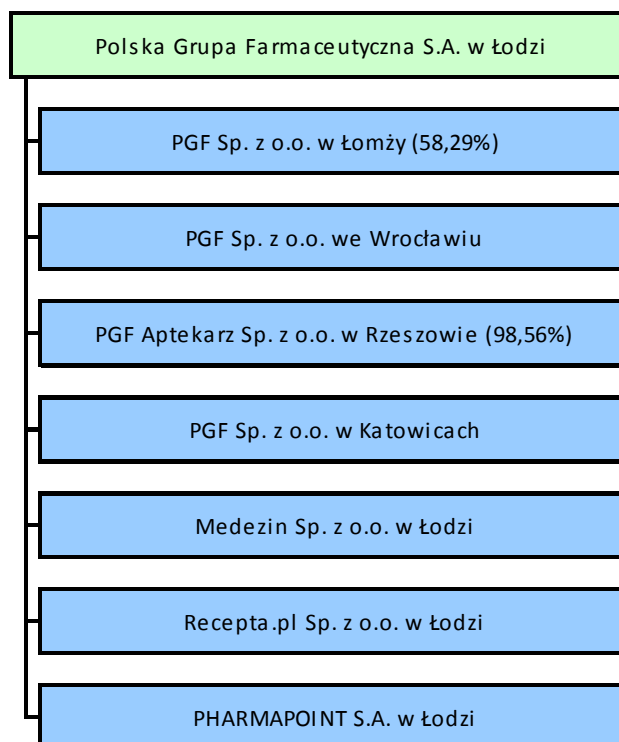 Polska Grupa Farmaceutyczna S.A. w Łodzi
PGF Sp. z o.o. w Łomży (58,29%)
PGF Sp. z o.o. we Wrocławiu
PGF Aptekarz Sp. z o.o. w Rzeszowie (98,56%)
PGF Sp. z o.o. w Katowicach
Medezin Sp. z o.o. w Łodzi
Recepta.pl Sp. z o.o. w Łodzi
PHARMAPOINT S.A. w Łodzi